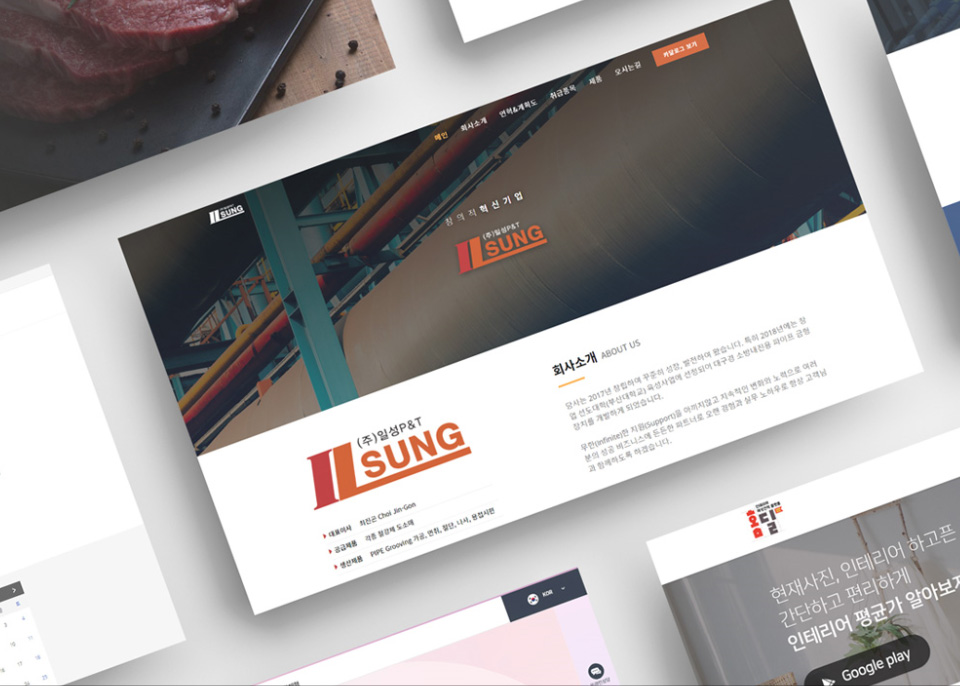 메인 회사소개 연혁&계획도 취급품목 제품 오시는길 카달로그 보기
ILSUNG
창의적 혁신기업
(주)일성P&T
ILSUNG
회사소개 ABOUT US
당사는 2017년 창립하여 꾸준히 성장, 발전하여 왔습니다. 특히 2018년에는 창
업 선도대학(부산대학교) 육성사업에 선정되어 대구경 소방내진용 파이프 금형
장치를 개발하게 되었습니다.
무한(Infinite)한 지원(Support)을 아끼지않고 지속적인 변화와 노력으로 여러
분의 성공 비즈니스에 든든한 파트너로 오랜 경험과 실무 노하우로 항상 고객님
과 함께하도록 하겠습니다.
(주)일성P&T
ILSUNG
대표이사 최진곤 Choi Jin-Gon
공급제품 각종 철강재 도소매
생산제품 PIPE Grooving 가공, 면취, 절단, 나사, 용접시편
KOR
홈딜
현재사진, 인테리어 하고픈
간단하고 편리하게
인테리어 평균가 알아보
Google play